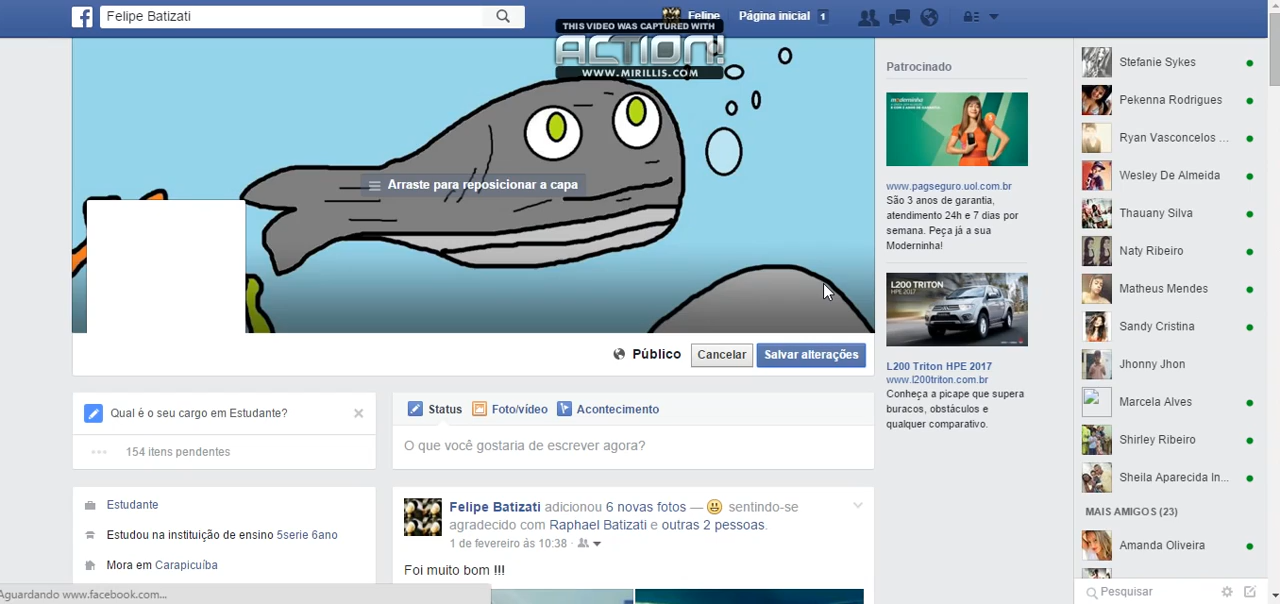 Felipe Batizati
Felipe
Página inicial 1
THIS VIDEO WAS CAPTURED WITH
ACTION!
WWW.MIRILLIS.COM
Arraste para reposicionar a capa
Público
Cancelar
Salvar alterações
Qual é o seu cargo em Estudante?
154 itens pendentes
Estudante
Estudou na instituição de ensino 5serie 6ano
Mora em Carapicuíba
Aguardando www.facebook.com...
Status
Foto/vídeo
Acontecimento
O que você gostaria de escrever agora?
Felipe Batizati adicionou 6 novas fotos — sentindo-se
agradecido com Raphael Batizati e outras 2 pessoas.
1 de fevereiro às 10:38 ·
Foi muito bom !!!
Patrocinado
www.pagseguro.uol.com.br
São 3 anos de garantia,
atendimento 24h e 7 dias por
semana. Peça já a sua
Moderninha!
L200 TRITON
HPE 2017
L200 Triton HPE 2017
www.l200triton.com.br
Conheça a picape que supera
buracos, obstáculos e
qualquer comparativo.
Stefanie Sykes
Pekenna Rodrigues
Ryan Vasconcelos ...
Wesley De Almeida
Thauany Silva
Naty Ribeiro
Matheus Mendes
Sandy Cristina
Jhonny Jhon
Marcela Alves
Shirley Ribeiro
Sheila Aparecida In...
MAIS AMIGOS (23)
Amanda Oliveira
Pesquisar